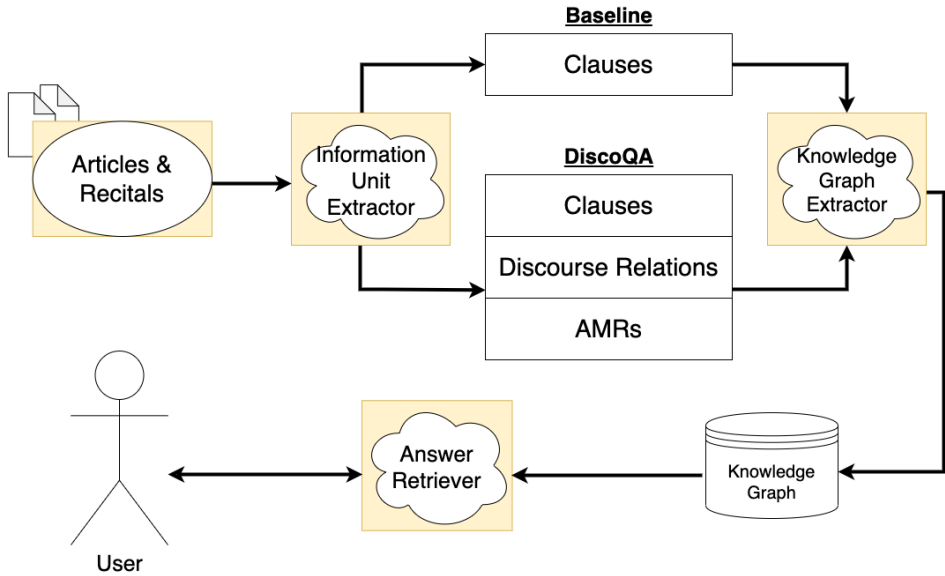 Baseline
Clauses
Articles &
Recitals
Information
Unit
Extractor
DiscoQA
Clauses
Discourse Relations
AMRs
Knowledge
Graph
Extractor
User
Answer
Retriever
Knowledge
Graph